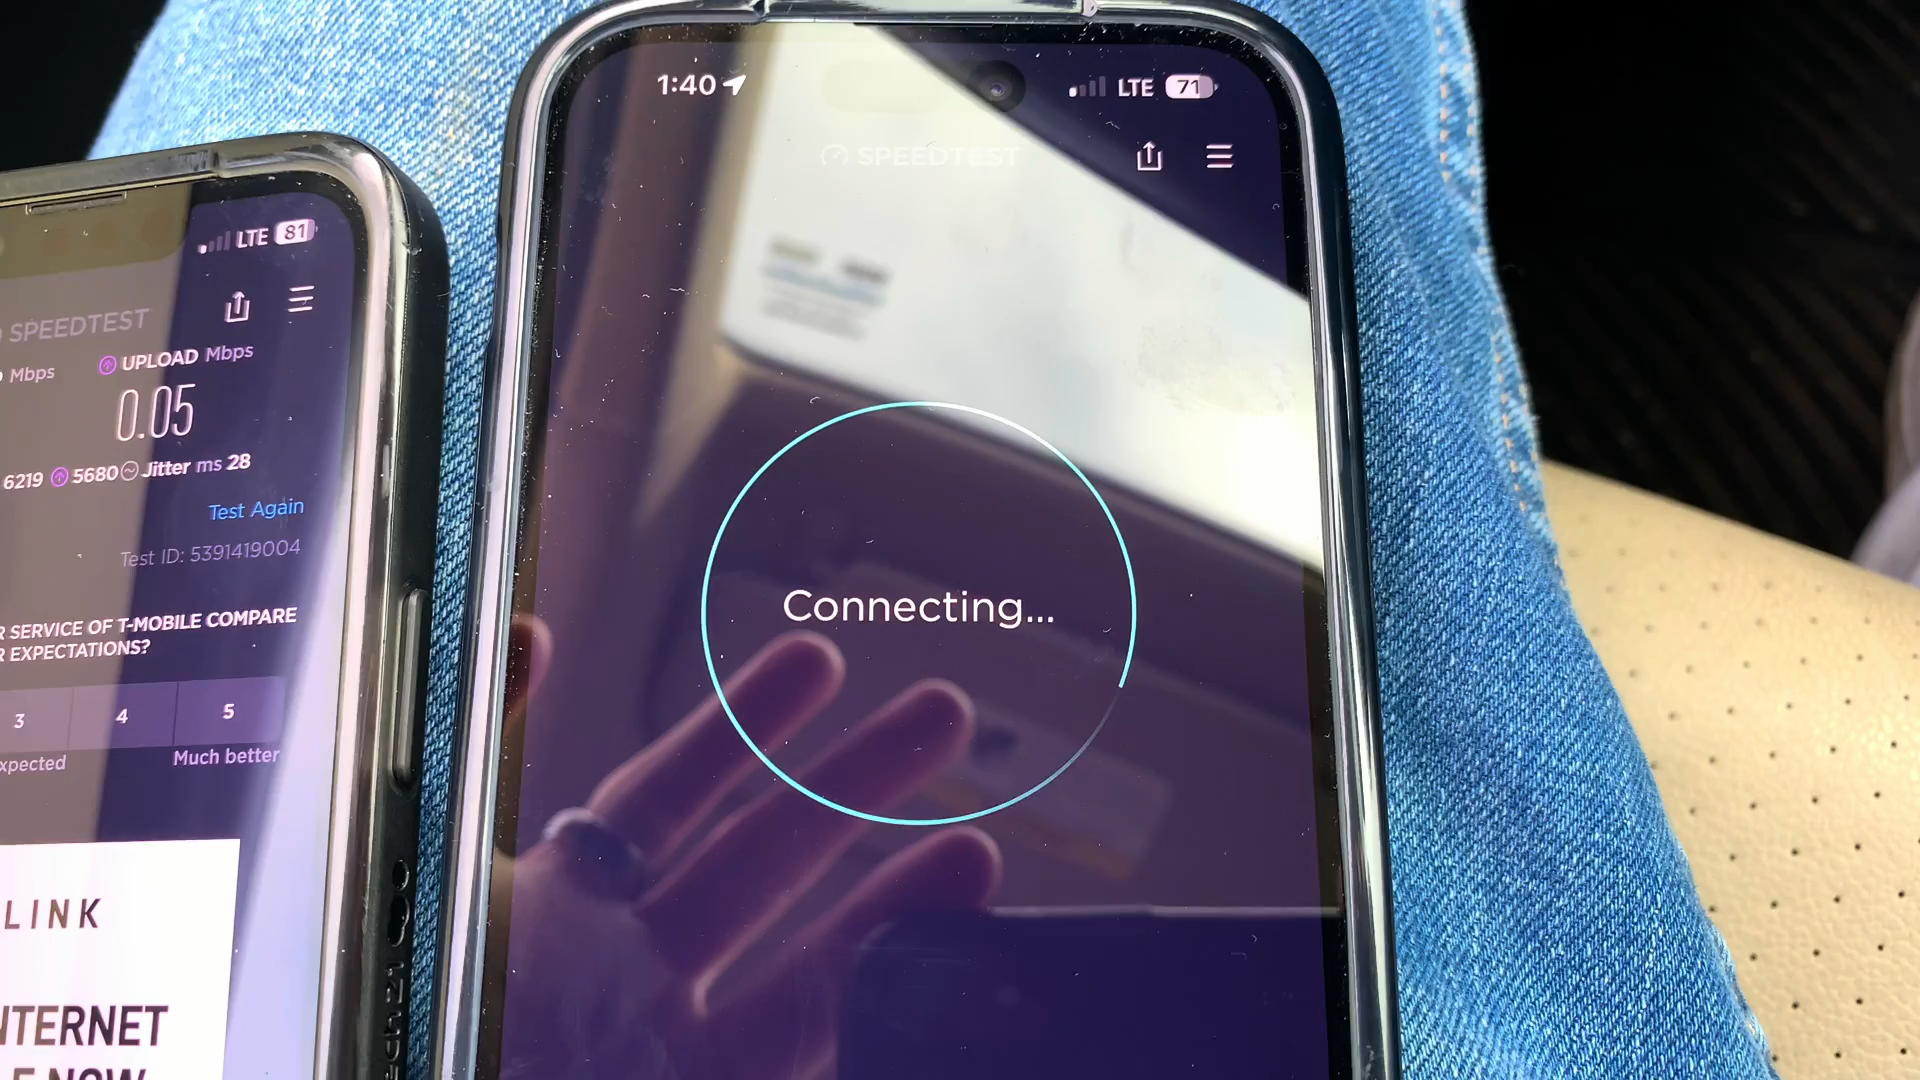 LTE 81
SPEEDTEST
Mbps
UPLOAD Mbps
0.05
6219 5680 Jitter ms 28
Test Again
Test ID: 5391419004
SERVICE OF T-MOBILE COMPARE
EXPECTATIONS?
3 4 5
xpected
Much better
LINK
NTERNET
NOW
1:40
LTE 71
SPEEDTEST
Connecting...